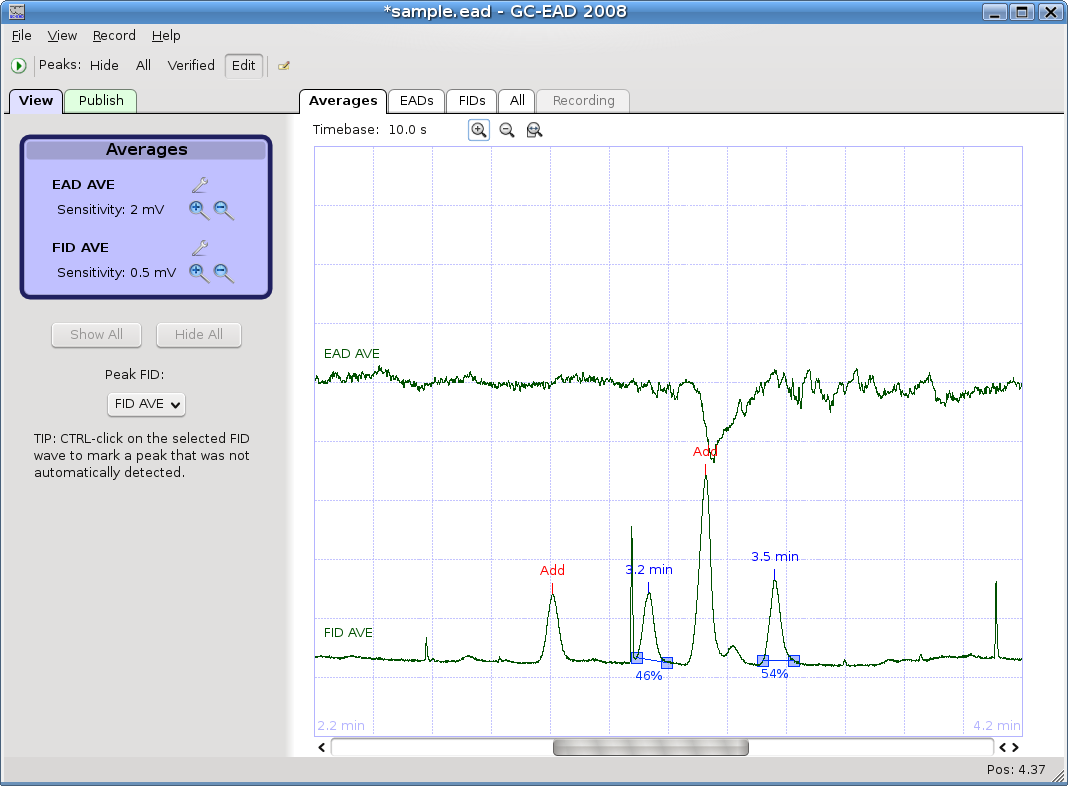 *sample.ead - GC-EAD 2008
File View Record Help
Peaks: Hide All Verified Edit
View Publish
Averages EADs FIDs All Recording
Timebase: 10.0 s
Averages
EAD AVE
Sensitivity: 2 mV
FID AVE
Sensitivity: 0.5 mV
Show All Hide All
Peak FID:
FID AVE
TIP: CTRL-click on the selected FID
wave to mark a peak that was not
automatically detected.
EAD AVE
Add
3.5 min
Add
3.2 min
FID AVE
46%
54%
2.2 min
4.2 min
Pos: 4.37